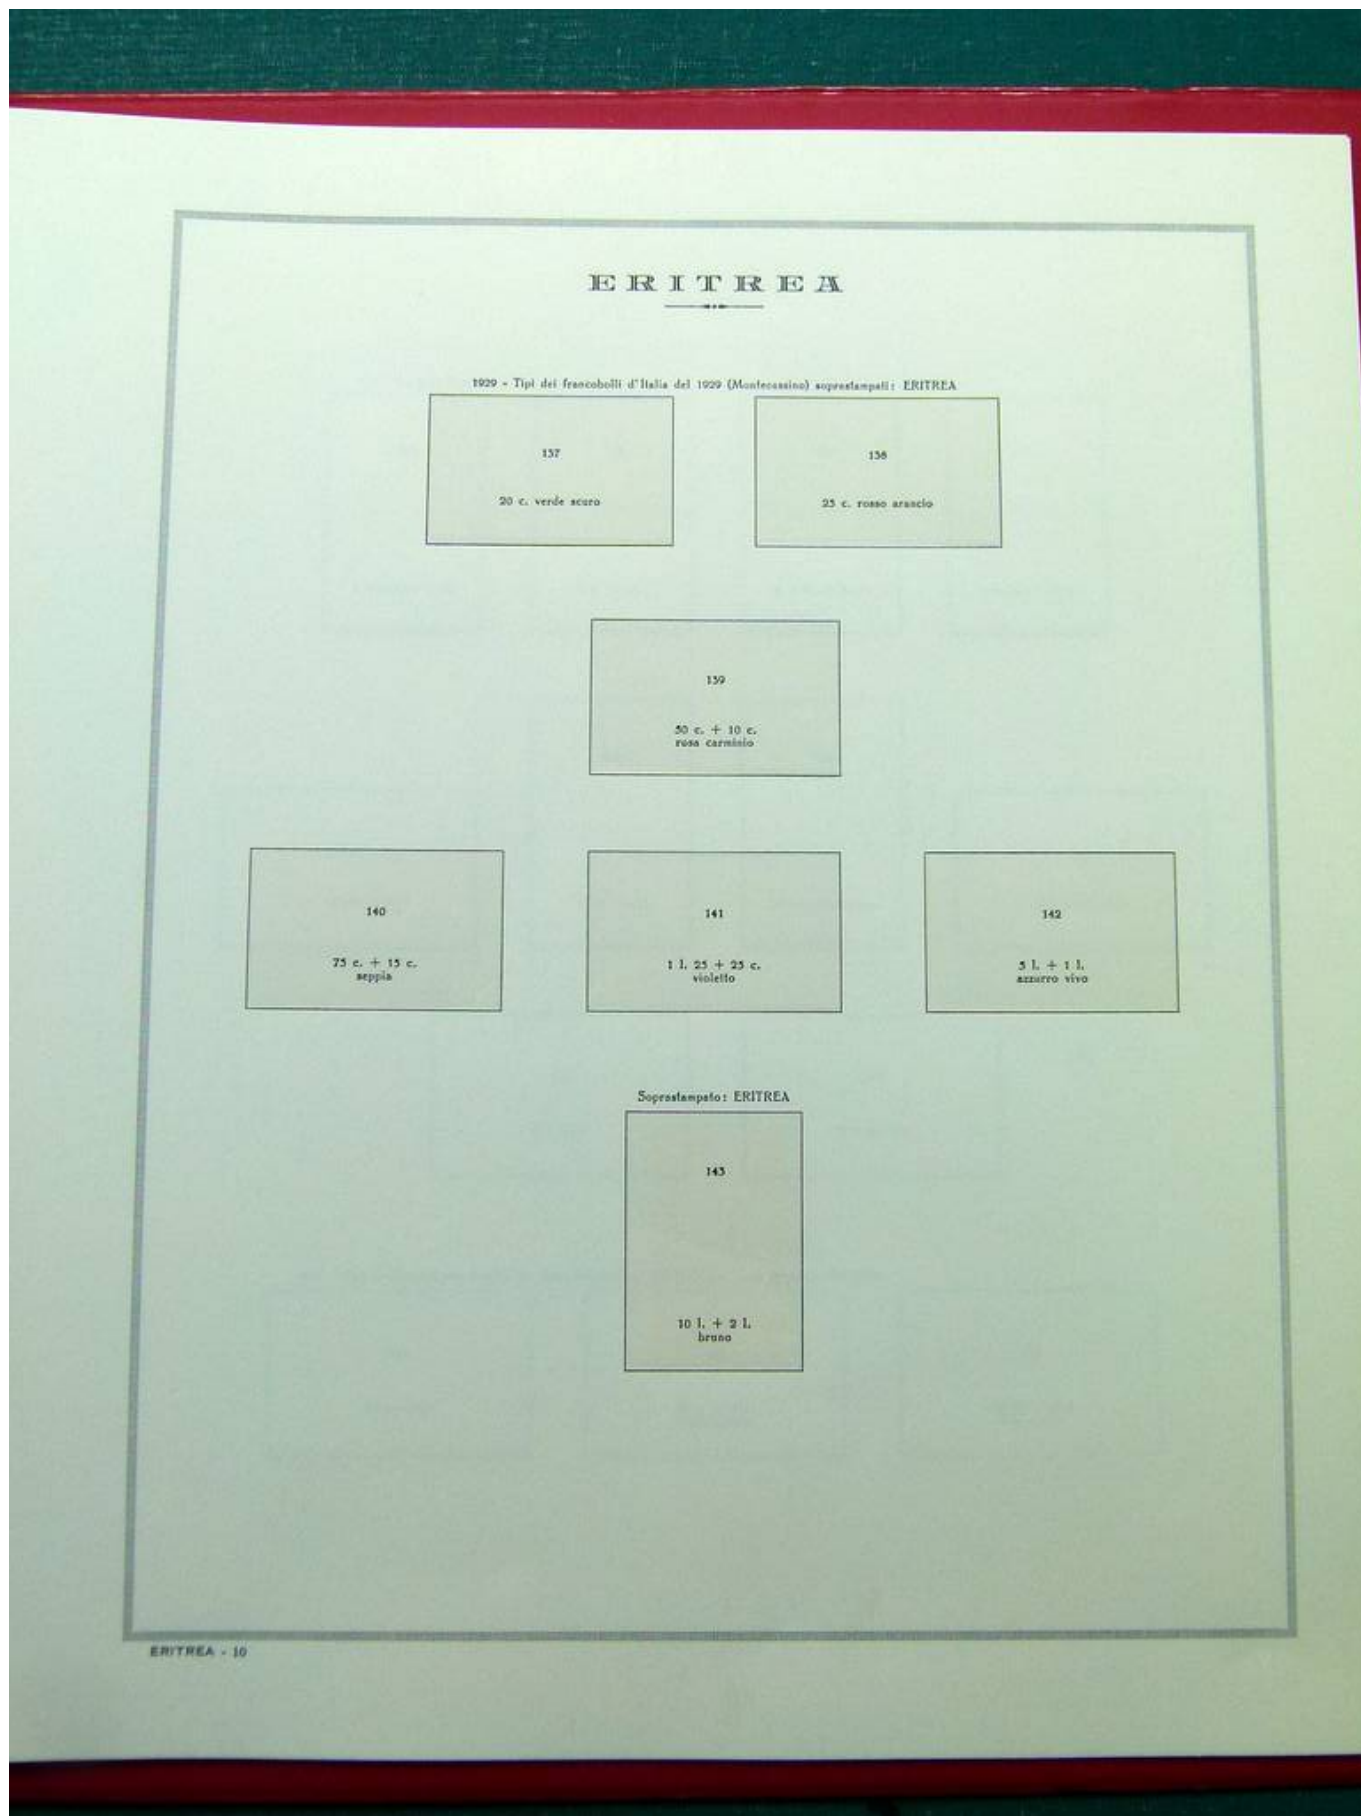 ERITREA
1929 - Tipi dei francobolli d'Italia del 1929 (Montecassino) soprastampati: ERITREA
137
138
20 c. verde scuro
25 c. rosso arancio
139
50 c. + 10 c.
rosa carminio
140
141
142
75 c. + 15 c.
seppia
1 l. 25 + 25 c.
violetto
5 l. + 1 l.
azzurro vivo
Soprastampato: ERITREA
143
10 l. + 2 l.
bruno
ERITREA - 10